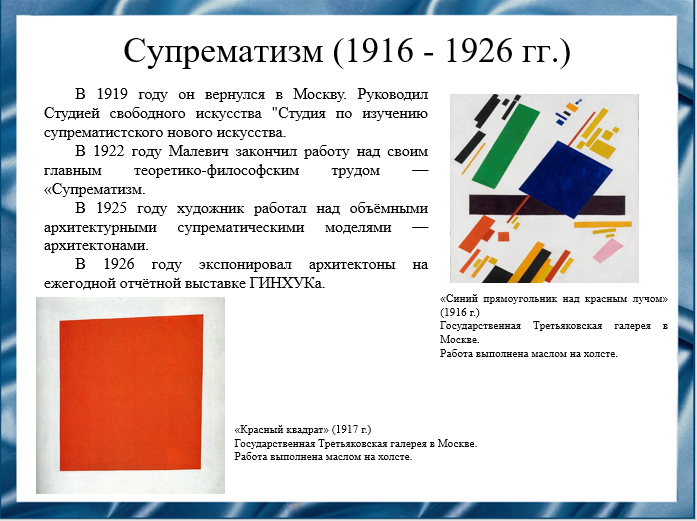 Супрематизм (1916 - 1926 гг.)
В 1919 году он вернулся в Москву. Руководил
Студией свободного искусства "Студия по изучению
супрематистского нового искусства.
В 1922 году Малевич закончил работу над своим
главным теоретико-философским трудом —
«Супрематизм.
В 1925 году художник работал над объёмными
архитектурными супрематическими моделями —
архитектонами.
В 1926 году экспонировал архитектоны на
ежегодной отчётной выставке ГИНХУКа.
«Синий прямоугольник над красным лучом»
(1916 г.)
Государственная Третьяковская галерея в
Москве.
Работа выполнена маслом на холсте.
«Красный квадрат» (1917 г.)
Государственная Третьяковская галерея в Москве.
Работа выполнена маслом на холсте.